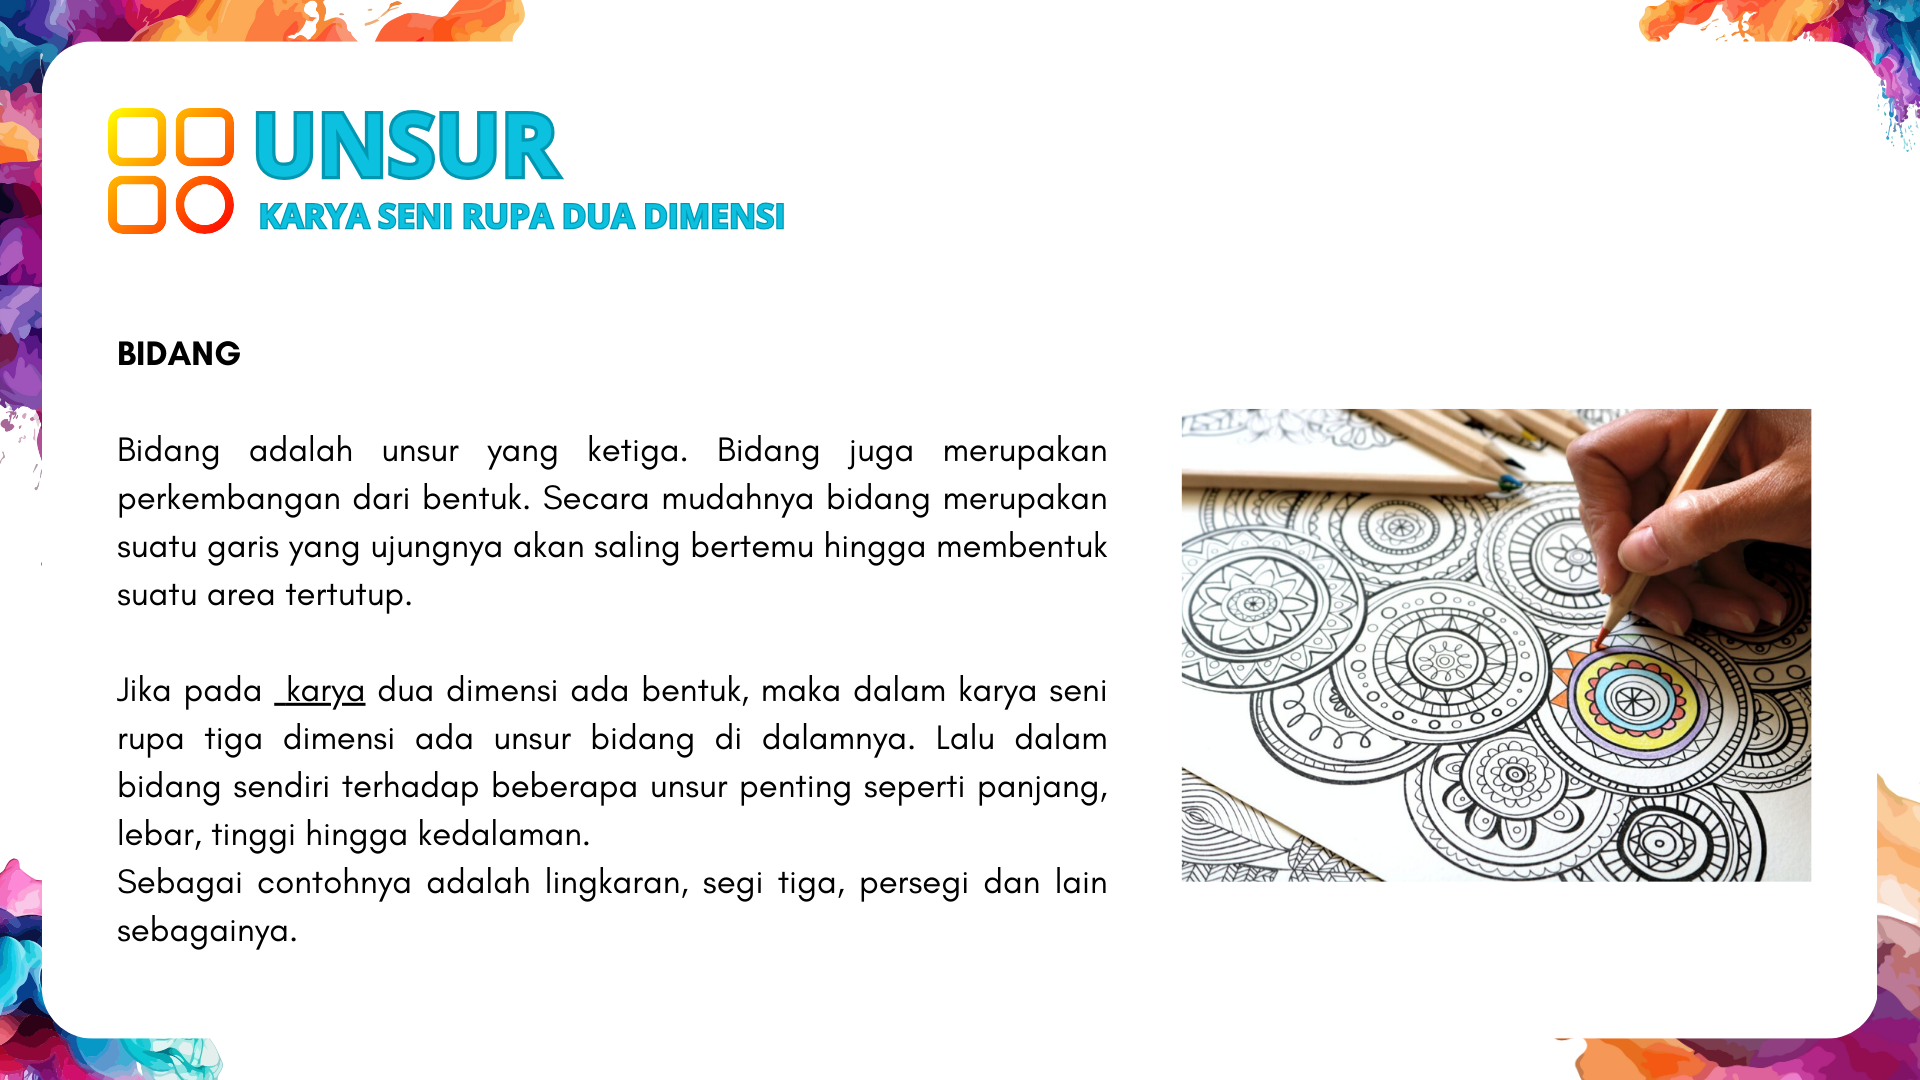 UNSUR
KARYA SENI RUPA DUA DIMENSI
BIDANG
Bidang adalah unsur yang ketiga. Bidang juga merupakan
perkembangan dari bentuk. Secara mudahnya bidang merupakan
suatu garis yang ujungnya akan saling bertemu hingga membentuk
suatu area tertutup.
Jika pada karya dua dimensi ada bentuk, maka dalam karya seni
rupa tiga dimensi ada unsur bidang di dalamnya. Lalu dalam
bidang sendiri terhadap beberapa unsur penting seperti panjang,
lebar, tinggi hingga kedalaman.
Sebagai contohnya adalah lingkaran, segi tiga, persegi dan lain
sebagainya.